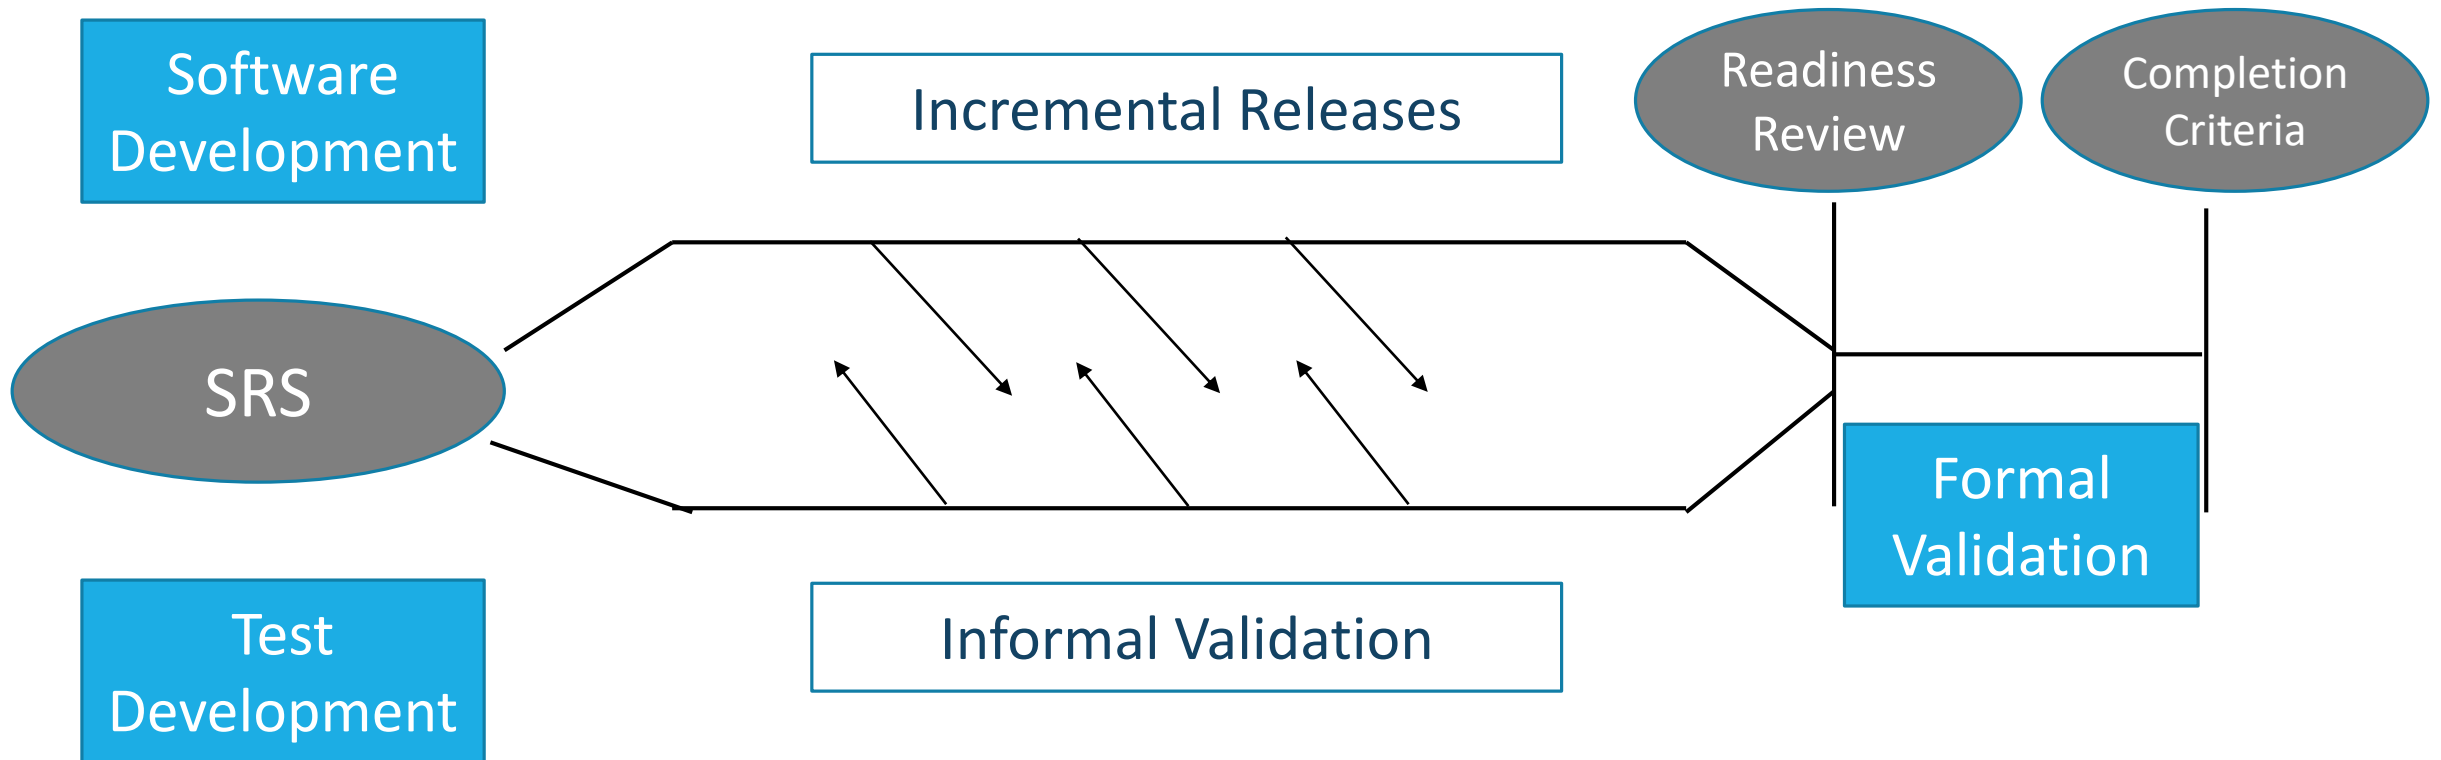 Software
Development
Incremental Releases
Readiness
Review
Completion
Criteria
SRS
Formal
Validation
Test
Development
Informal Validation